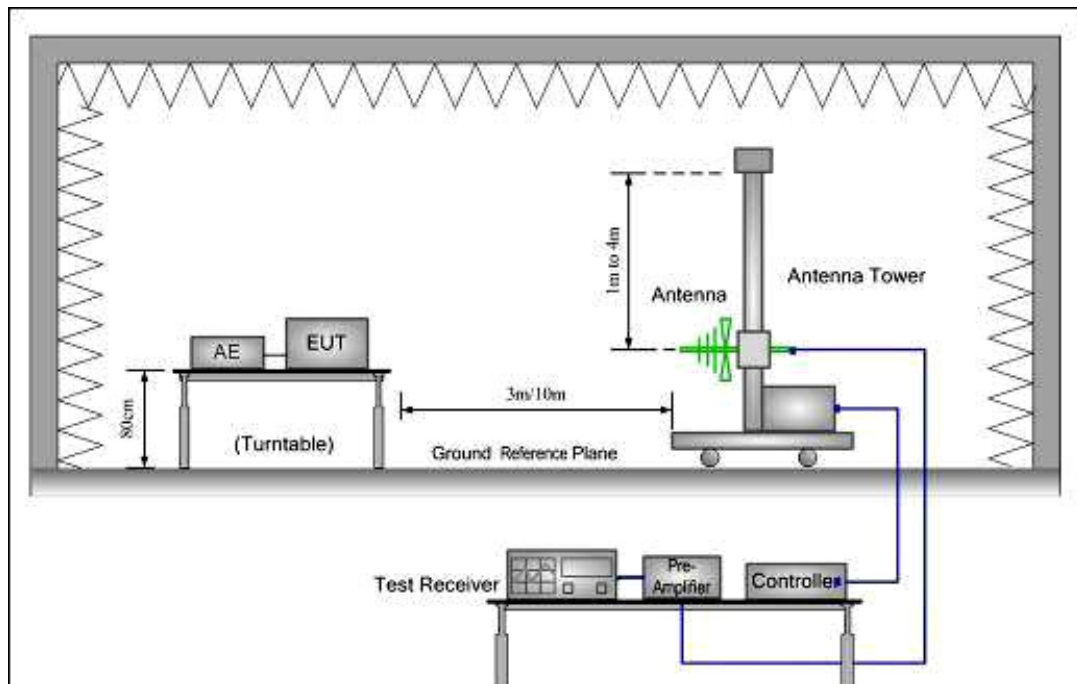 1m to 4m
Antenna Tower
Antenna
AE
EUT
3m/10m
80cm
(Turntable)
Ground Reference Plane
Test Receiver
Pre-
Amplifier
Controller